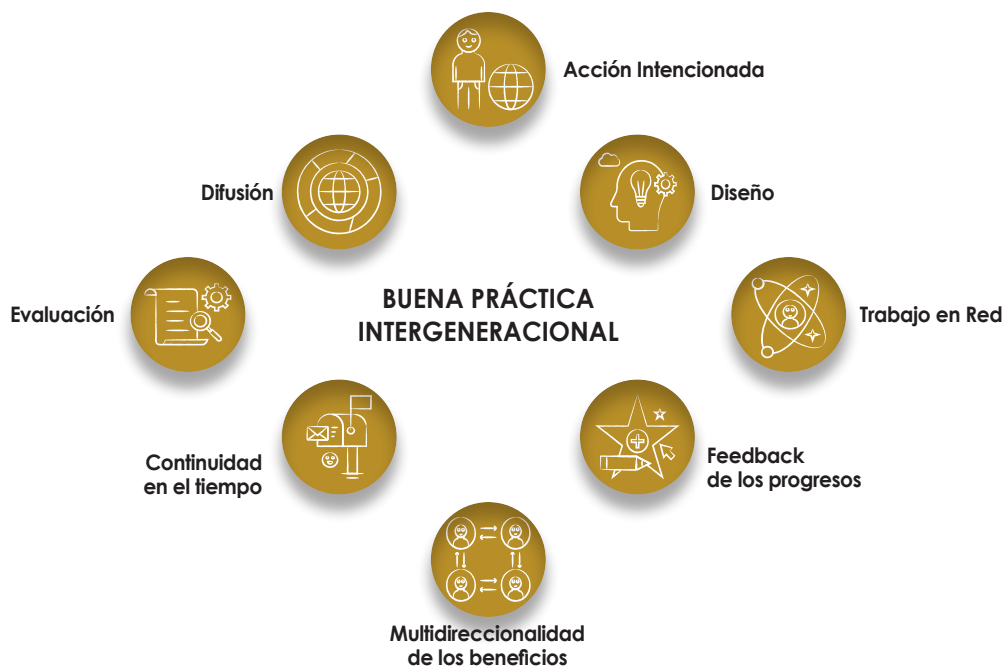 Acción Intencionada
Difusión
Diseño
Evaluación
BUENA PRÁCTICA
INTERGENERACIONAL
Trabajo en Red
Continuidad
en el tiempo
Feedback
de los progresos
Multidireccionalidad
de los beneficios